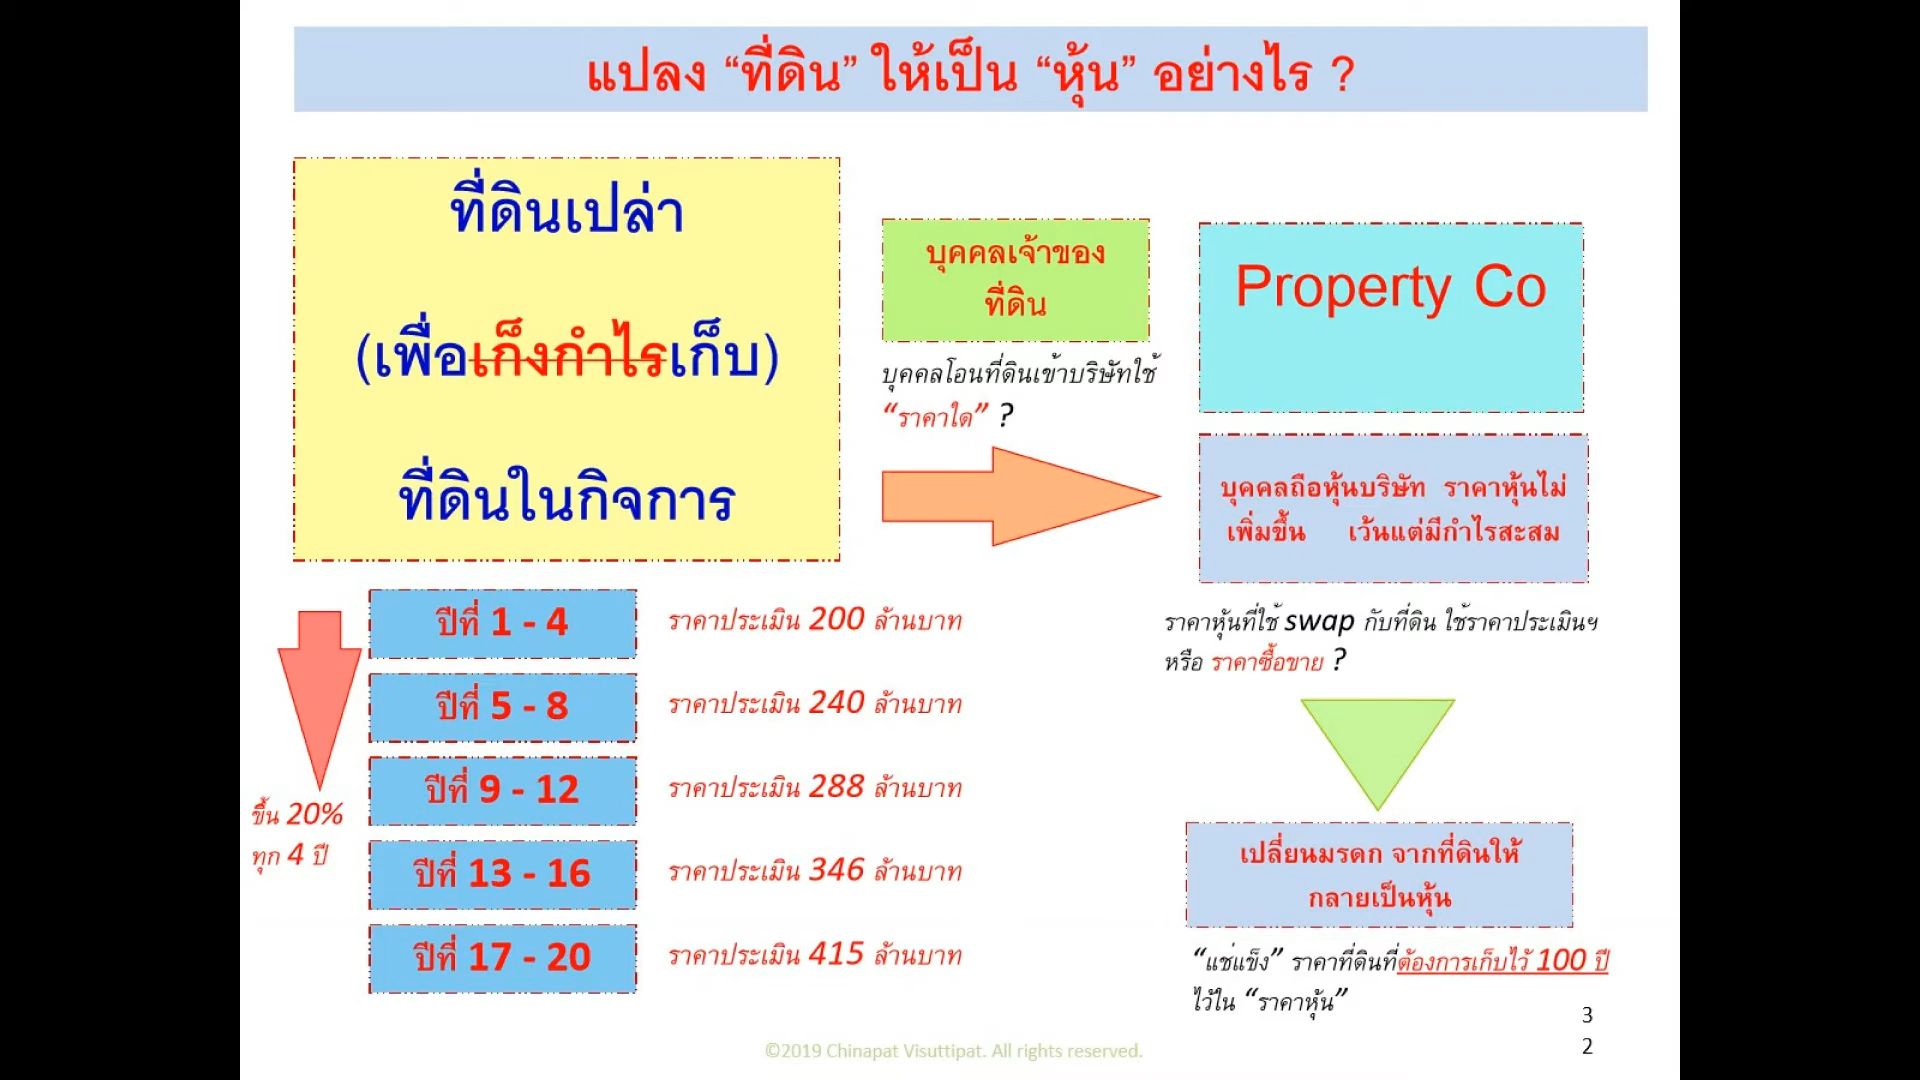 แปลง “ที่ดิน” ให้เป็น “หุ้น” อย่างไร ?
ที่ดินเปล่า
(เพื่อเก็งกำไรเก็บ)
ที่ดินในกิจการ
บุคคลเจ้าของ
ที่ดิน
บุคคลโอนที่ดินเข้าบริษัทใช้
“ราคาใด” ?
Property Co
บุคคลถือหุ้นบริษัท ราคาหุ้นไม่
เพิ่มขึ้น เว้นแต่มีกำไรสะสม
ราคาหุ้นที่ใช้ swap กับที่ดิน ใช้ราคาประเมินฯ
หรือ ราคาซื้อขาย ?
เปลี่ยนมรดก จากที่ดินให้
กลายเป็นหุ้น
“แช่แข็ง” ราคาที่ดินที่ต้องการเก็บไว้ 100 ปี
ไว้ใน “ราคาหุ้น”
ขึ้น 20%
ทุก 4 ปี
ปีที่ 1 - 4 ราคาประเมิน 200 ล้านบาท
ปีที่ 5 - 8 ราคาประเมิน 240 ล้านบาท
ปีที่ 9 - 12 ราคาประเมิน 288 ล้านบาท
ปีที่ 13 - 16 ราคาประเมิน 346 ล้านบาท
ปีที่ 17 - 20 ราคาประเมิน 415 ล้านบาท
3
2
©2019 Chinapat Visuttipat. All rights reserved.